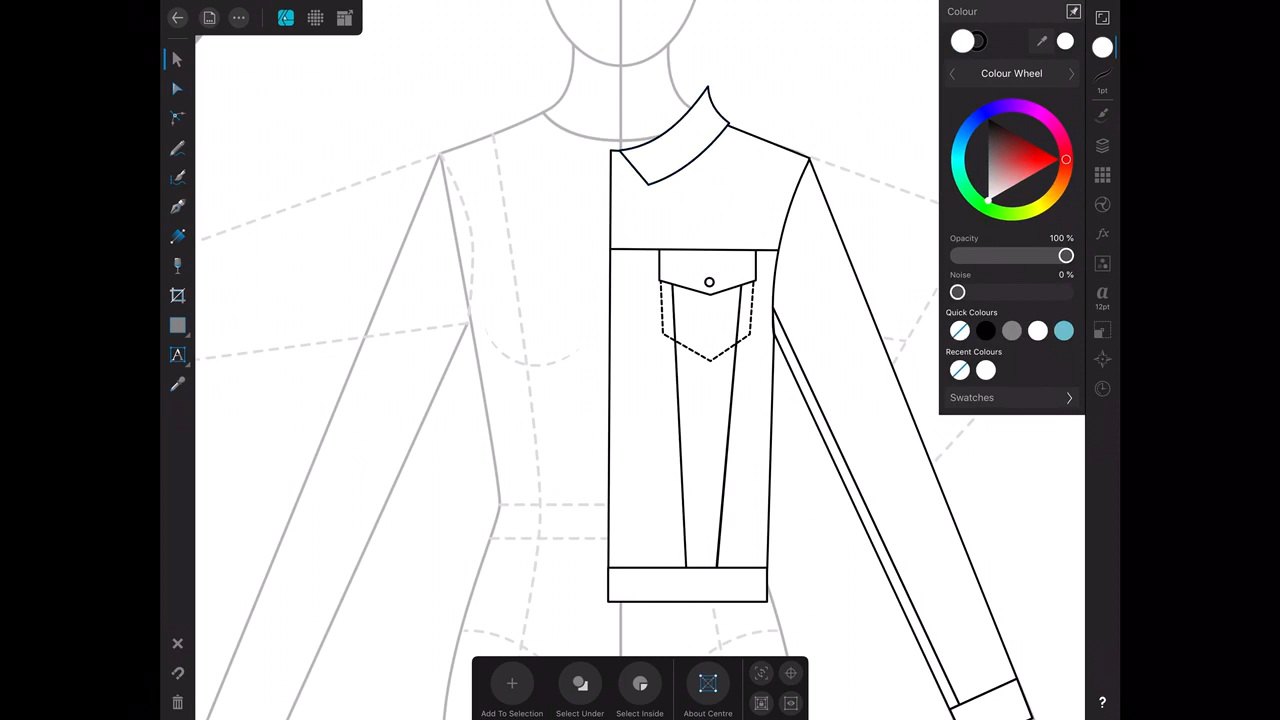 Colour
Colour Wheel
1pt
Opacity 100 %
Noise 0 %
Quick Colours
Recent Colours
Swatches
fx
a
12pt
A
Add To Selection
Select Under
Select Inside
About Centre
?